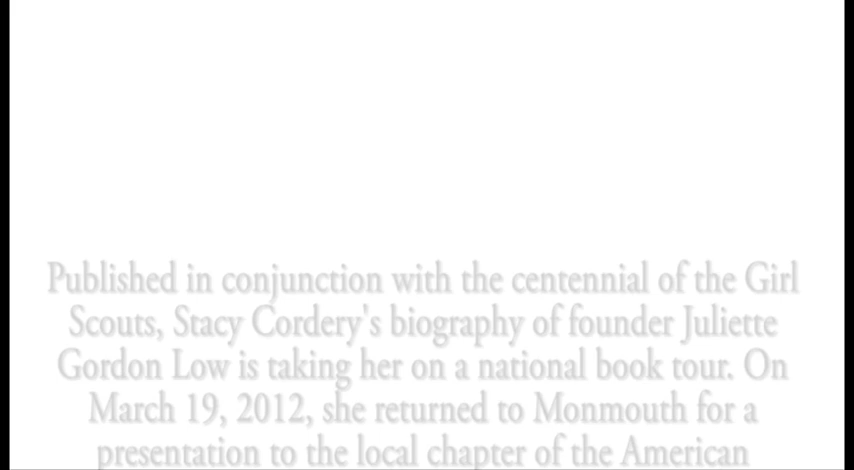 Published in conjunction with the centennial of the Girl
Scouts, Stacy Cordery's biography of founder Juliette
Gordon Low is taking her on a national book tour. On
March 19, 2012, she returned to Monmouth for a
presentation to the local chapter of the American